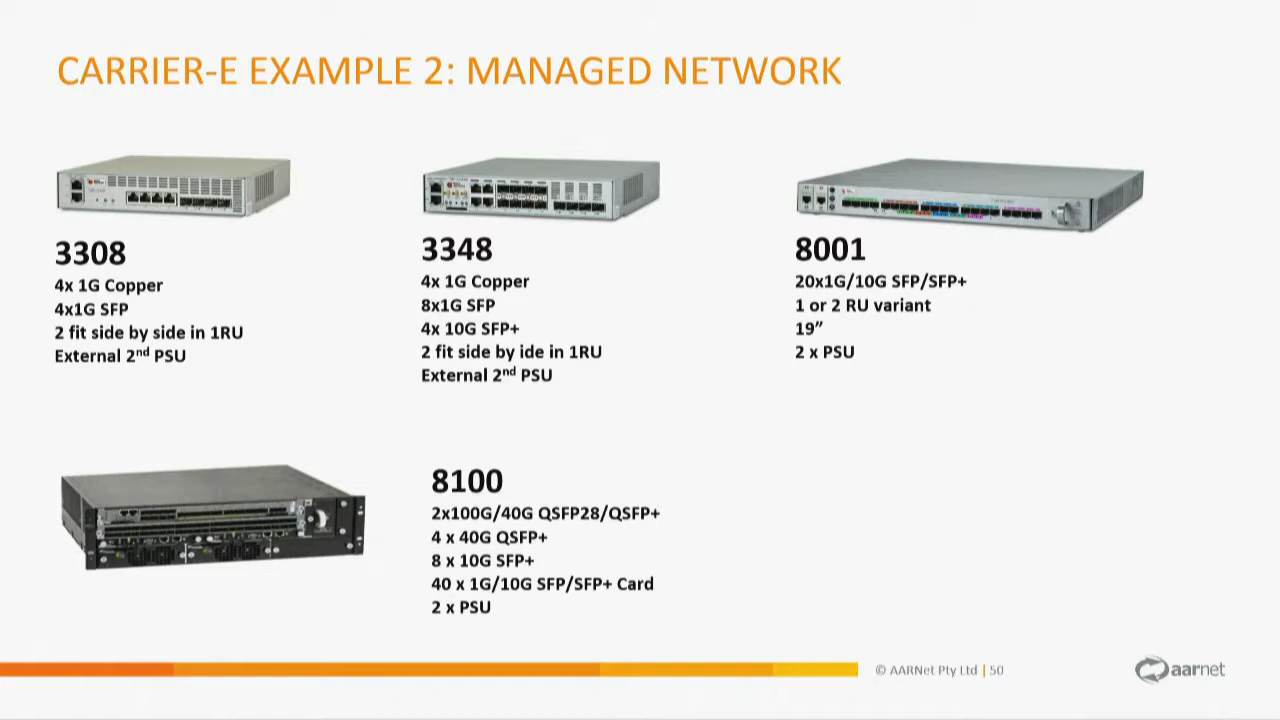 CARRIER-E EXAMPLE 2: MANAGED NETWORK
3308
4x 1G Copper
4x1G SFP
2 fit side by side in 1RU
External 2nd PSU
3348
4x 1G Copper
8x1G SFP
4x 10G SFP+
2 fit side by ide in 1RU
External 2nd PSU
8001
20x1G/10G SFP/SFP+
1 or 2 RU variant
19”
2 x PSU
8100
2x100G/40G QSFP28/QSFP+
4 x 40G QSFP+
8 x 10G SFP+
40 x 1G/10G SFP/SFP+ Card
2 x PSU
© AARNet Pty Ltd | 50
aarnet